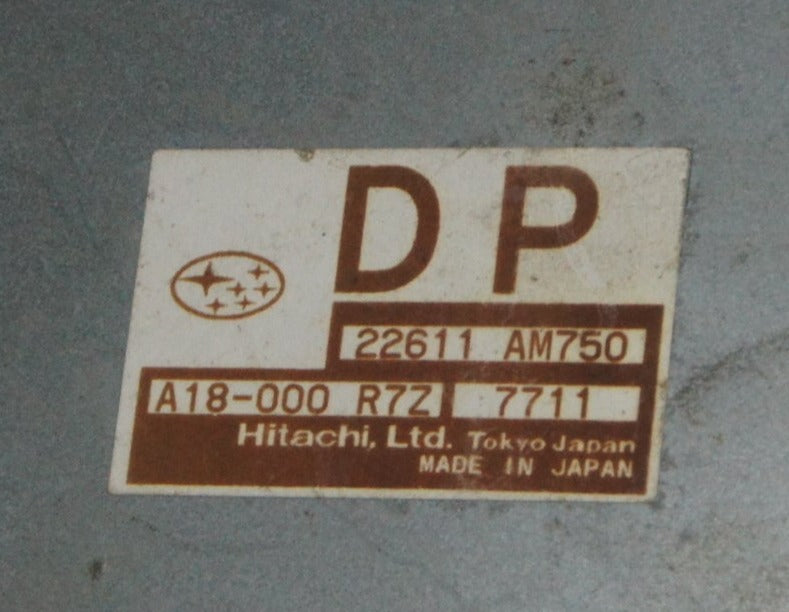 DP
22611 AM750
A18-000 R7Z 7711
Hitachi, Ltd. Tokyo Japan
MADE IN JAPAN